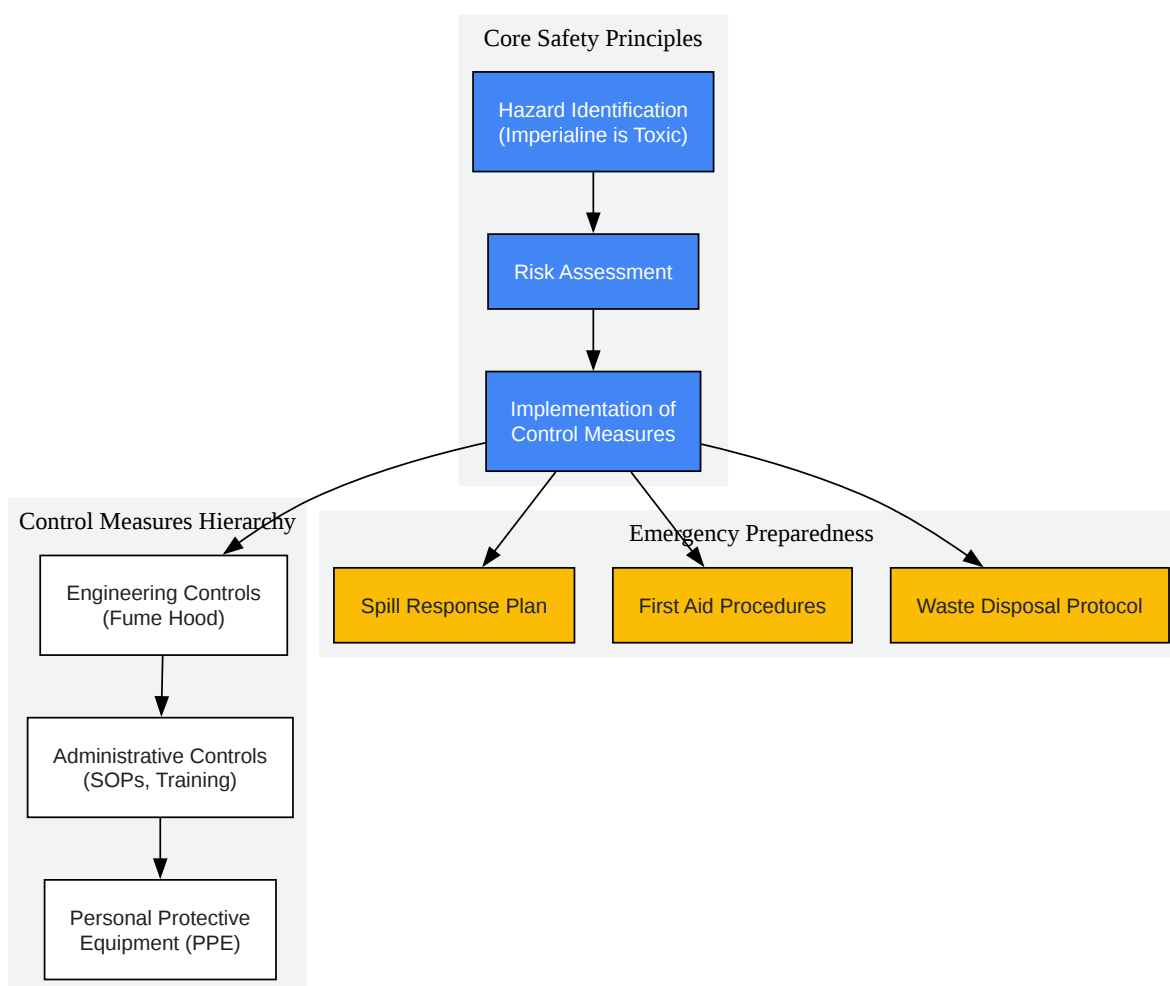 Core Safety Principles
Hazard Identification
(Imperialine is Toxic)
Risk Assessment
Implementation of
Control Measures
Control Measures Hierarchy
Engineering Controls
(Fume Hood)
Administrative Controls
(SOPs, Training)
Personal Protective
Equipment (PPE)
Emergency Preparedness
Spill Response Plan
First Aid Procedures
Waste Disposal Protocol